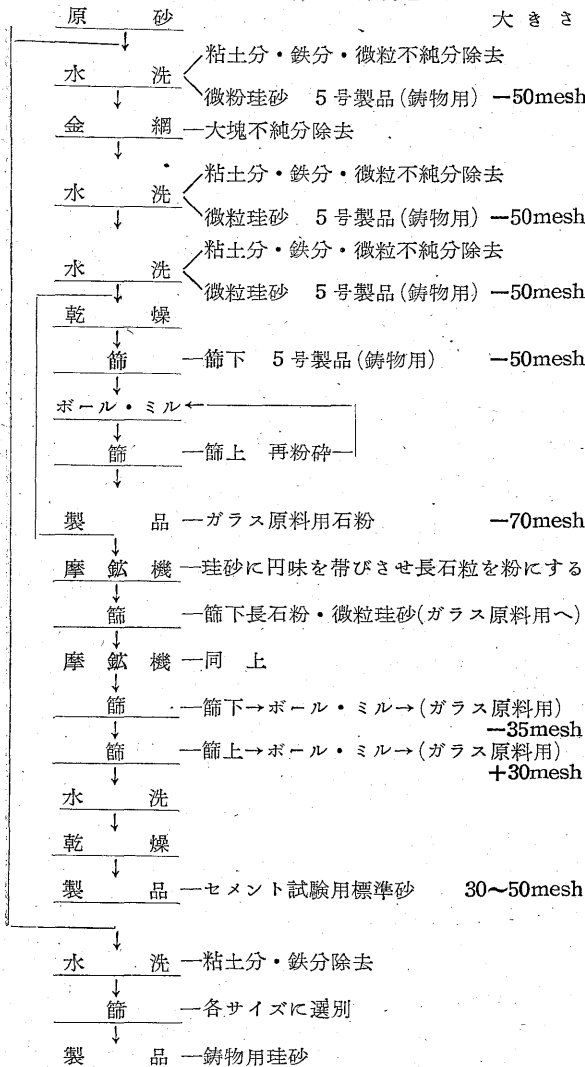 原砂 大きさ
粘土分・鉄分・微粒不純分除去
水洗
微粉珪砂 5号製品(鋳物用) −50mesh
金網 大塊不純分除去
粘土分・鉄分・微粒不純分除去
水洗
微粒珪砂 5号製品(鋳物用) −50mesh
粘土分・鉄分・微粒不純分除去
水洗
微粒珪砂 5号製品(鋳物用) −50mesh
乾燥
篩 篩下 5号製品(鋳物用) −50mesh
ボール・ミル
篩 篩上 再粉砕
製品 ガラス原料用石粉 −70mesh
摩鉱機 珪砂に円味を帯びさせ長石粒を粉にする
篩 篩下長石粉・微粒珪砂(ガラス原料用へ)
摩鉱機 同上
篩 篩下→ボール・ミル→(ガラス原料用)
−35mesh
篩 篩上→ボール・ミル→(ガラス原料用)
+30mesh
水洗
乾燥
製品 セメント試験用標準砂 30〜50mesh
水洗 粘土分・鉄分除去
篩 各サイズに選別
製品 鋳物用珪砂